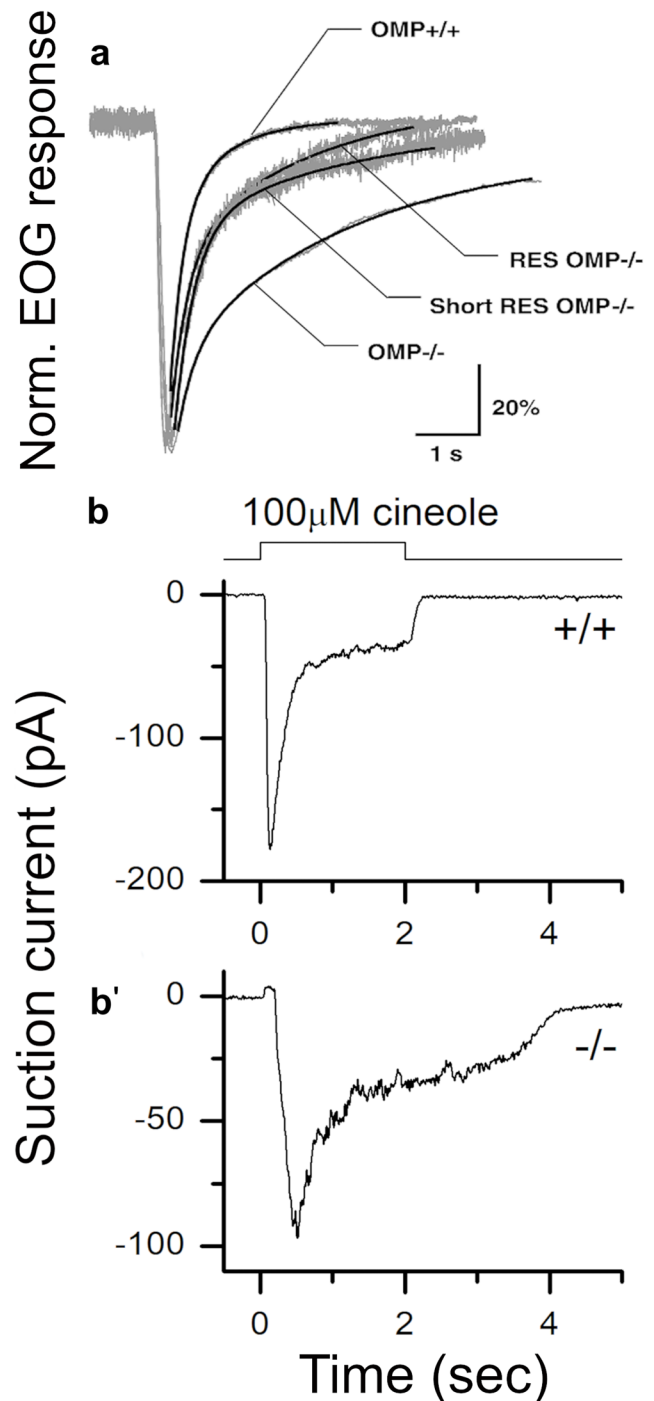 a
Norm. EOG response
OMP+/+
RES OMP-/-
Short RES OMP-/-
OMP-/-
20%
1 s
b
100μM cineole
0
-100
-200
+/+
0 2 4
Suction current (pA)
b'
0
-50
-100
-/-
0 2 4
Time (sec)